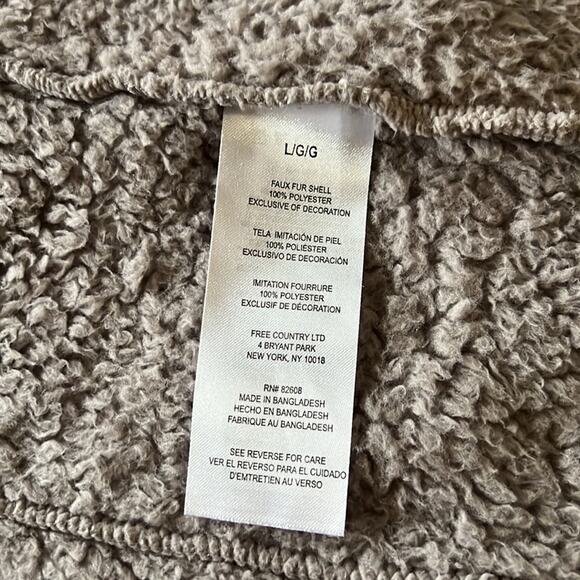 L/G/G
FAUX FUR SHELL
100% POLYESTER
EXCLUSIVE OF DECORATION
TELA IMITACIÓN DE PIEL
100% POLIÉSTER
EXCLUSIVO DE DECORACIÓN
IMITATION FOURRURE
100% POLYESTER
EXCLUSIF DE DÉCORATION
FREE COUNTRY LTD
4 BRYANT PARK
NEW YORK, NY 10018
RN# 82608
MADE IN BANGLADESH
HECHO EN BANGLADESH
FABRIQUE AU BANGLADESH
SEE REVERSE FOR CARE
VER EL REVERSO PARA EL CUIDADO
D'EMTRETIEN AU VERSO